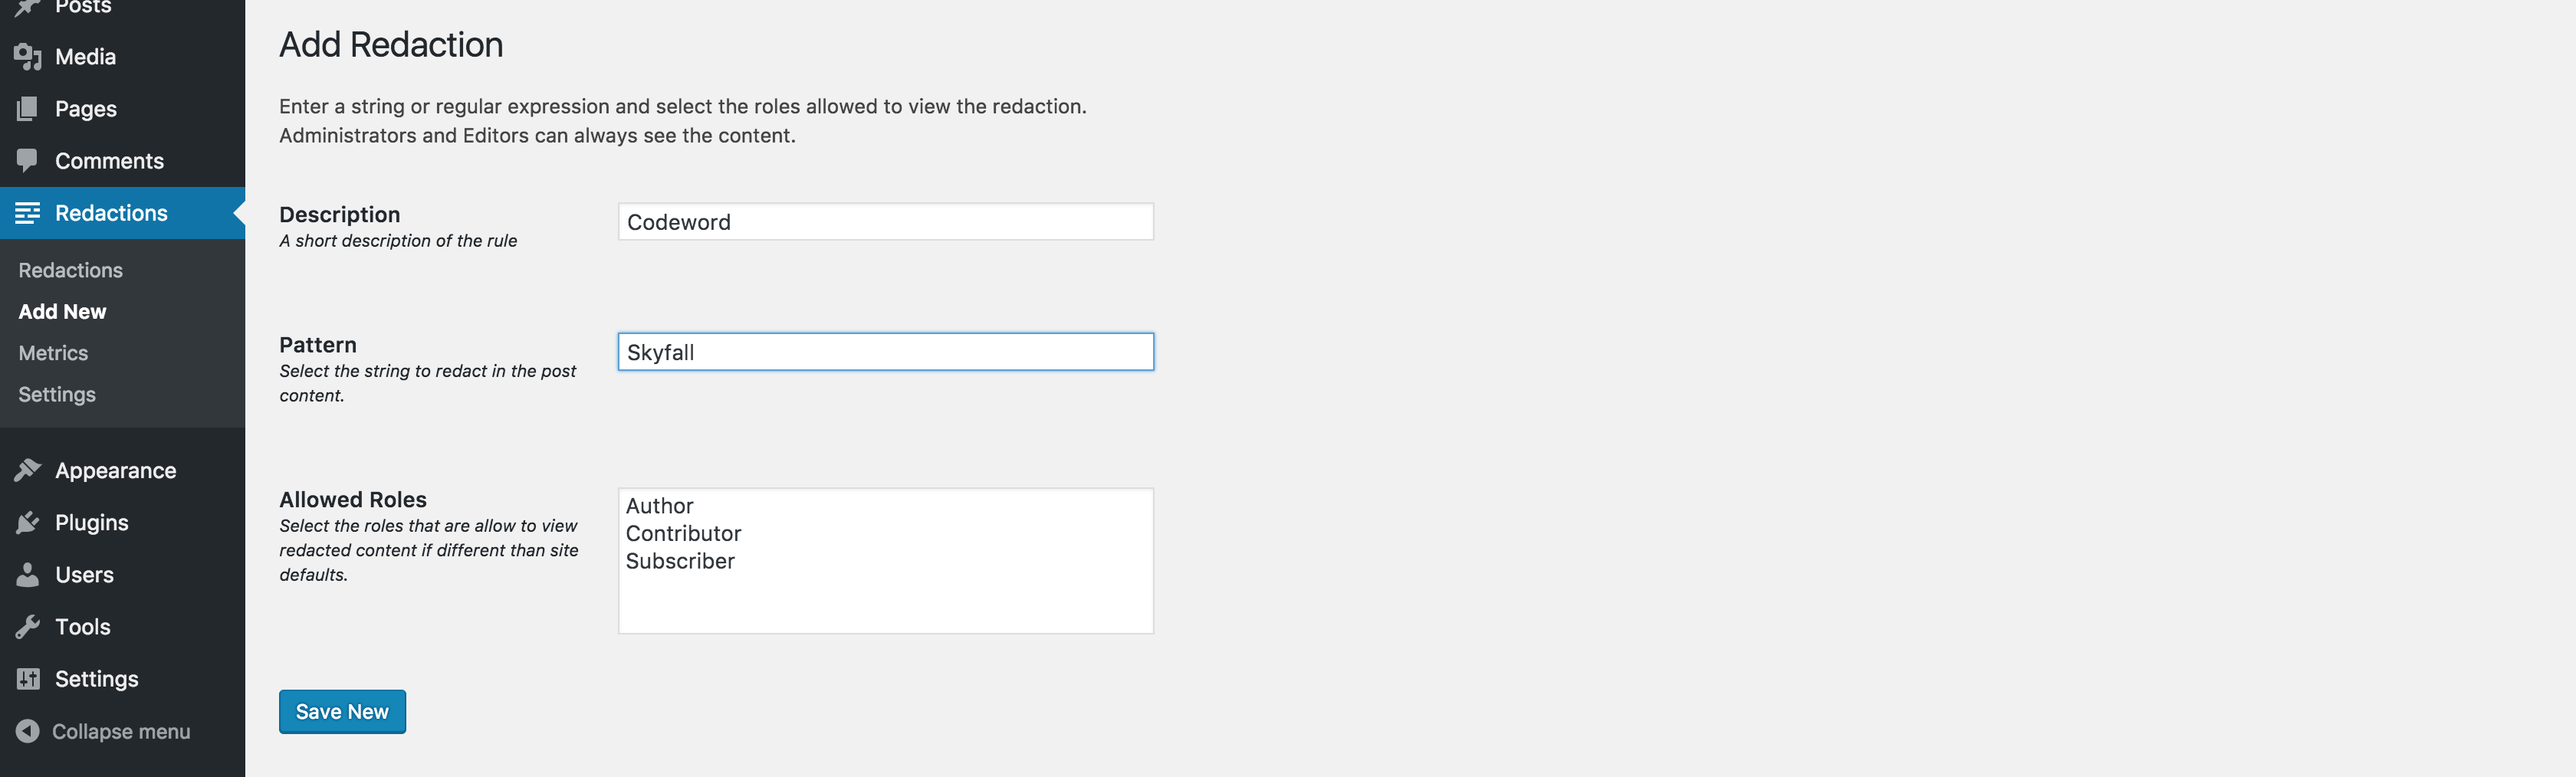 Posts
Media
Pages
Comments
Redactions
Redactions
Add New
Metrics
Settings
Appearance
Plugins
Users
Tools
Settings
Collapse menu
Add Redaction
Enter a string or regular expression and select the roles allowed to view the redaction.
Administrators and Editors can always see the content.
Description
A short description of the rule
Codeword
Pattern
Select the string to redact in the post
content.
Skyfall
Allowed Roles
Select the roles that are allow to view
redacted content if different than site
defaults.
Author
Contributor
Subscriber
Save New